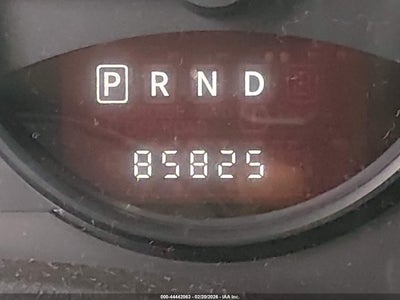 P R N D
85825
000-44442063 - 02/20/2026 - IAA Inc.